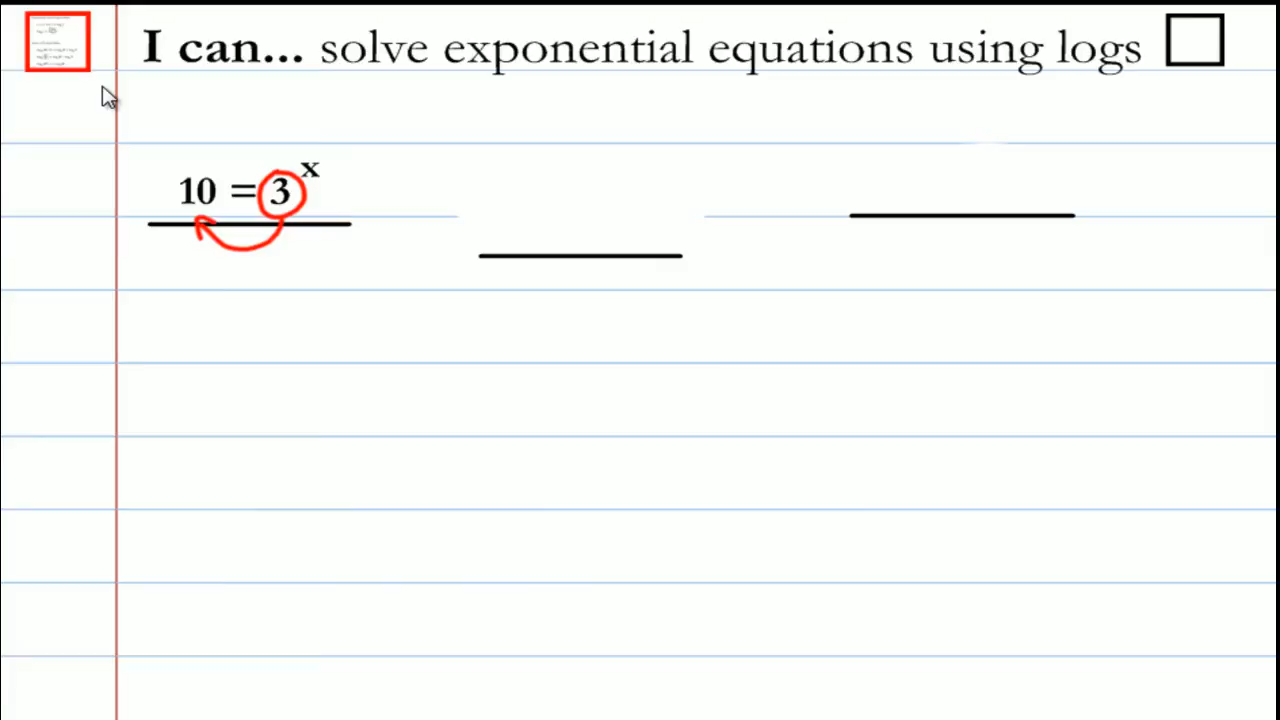 I can... solve exponential equations using logs
10 = 3^x